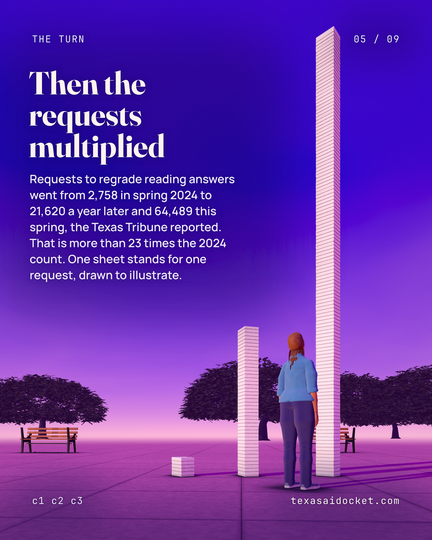 THE TURN
05 / 09
Then the
requests
multiplied
Requests to regrade reading answers
went from 2,758 in spring 2024 to
21,620 a year later and 64,489 this
spring, the Texas Tribune reported.
That is more than 23 times the 2024
count. One sheet stands for one
request, drawn to illustrate.
c1 c2 c3
texasaidocket.com